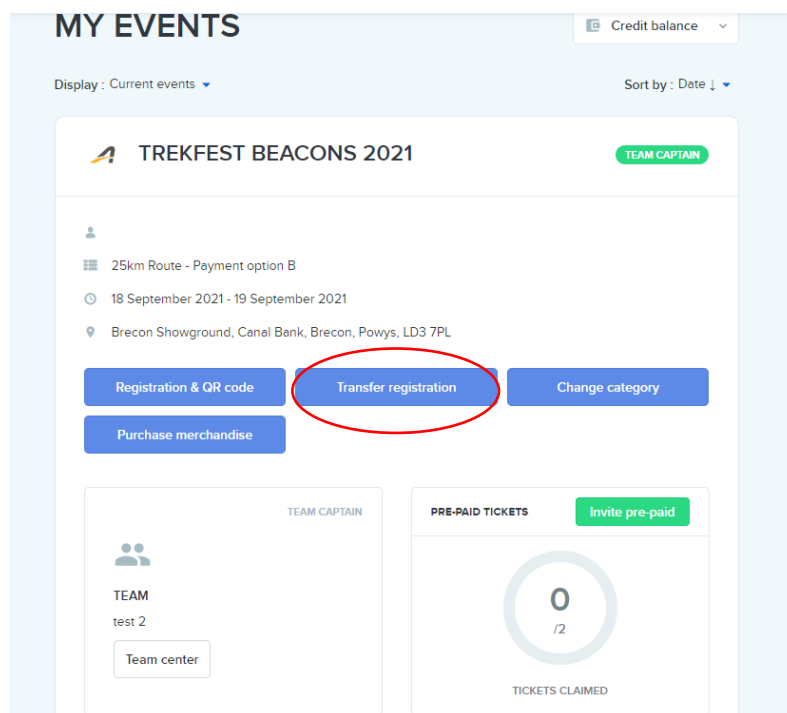 MY EVENTS
Credit balance
Display : Current events
Sort by : Date ↓
TREKFEST BEACONS 2021
TEAM CAPTAIN
25km Route - Payment option B
18 September 2021 - 19 September 2021
Brecon Showground, Canal Bank, Brecon, Powys, LD3 7PL
Registration & QR code
Transfer registration
Change category
Purchase merchandise
TEAM CAPTAIN
TEAM
test 2
Team center
PRE-PAID TICKETS
Invite pre-paid
0
/2
TICKETS CLAIMED